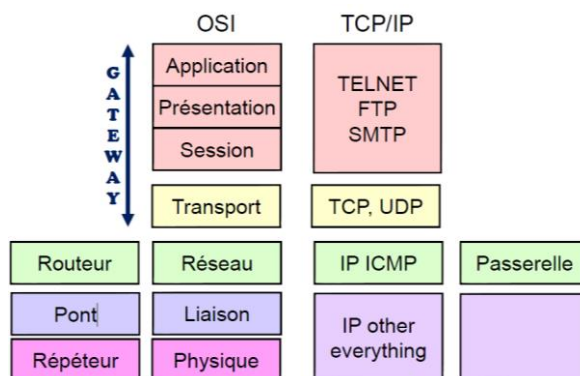 OSI TCP/IP
GATEWAY
Application
Présentation
Session
TELNET
FTP
SMTP
Transport TCP, UDP
Routeur Réseau IP ICMP Passerelle
Pont Liaison
IP other
everything
Répéteur Physique